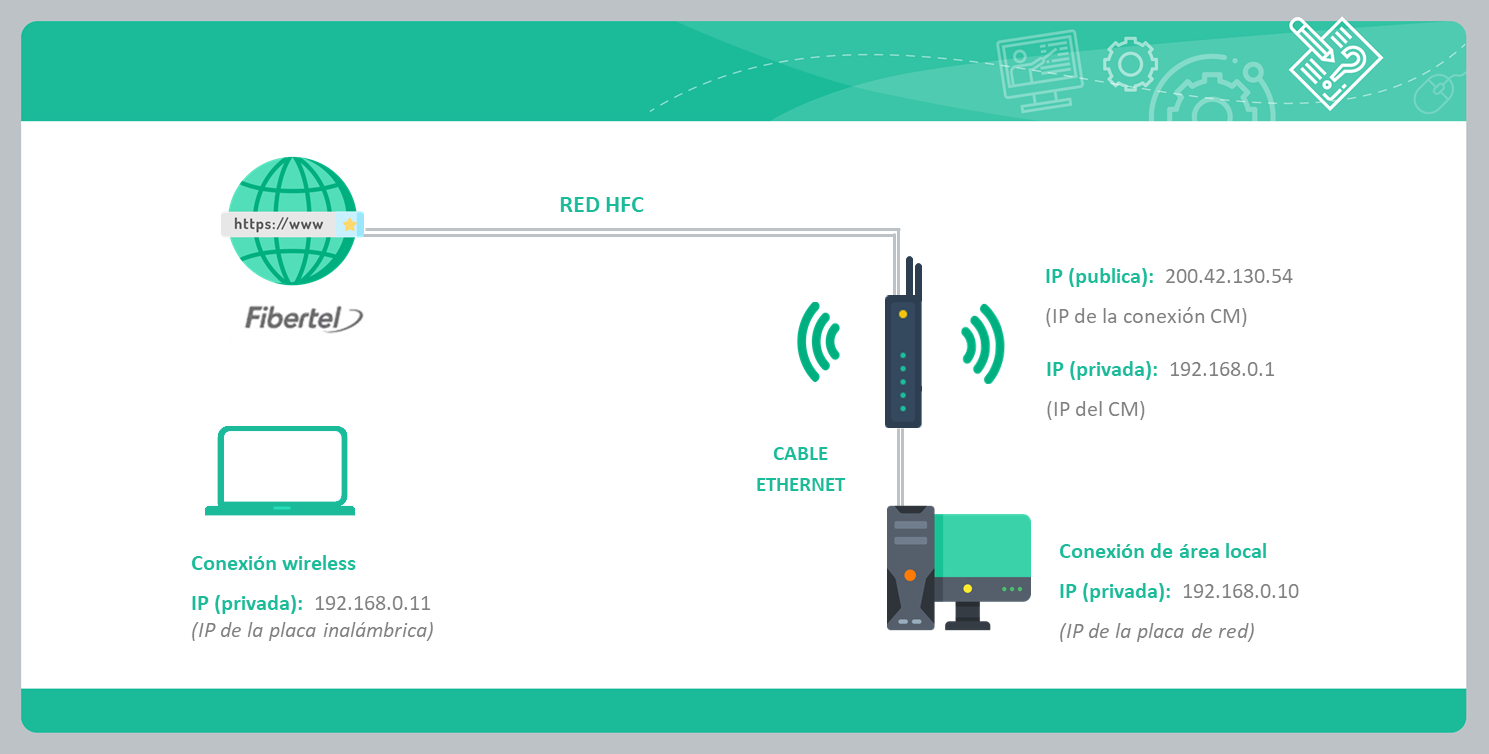 RED HFC
https://www
Fibertel
IP (publica): 200.42.130.54
(IP de la conexión CM)
IP (privada): 192.168.0.1
(IP del CM)
CABLE
ETHERNET
Conexión wireless
IP (privada): 192.168.0.11
(IP de la placa inalámbrica)
Conexión de área local
IP (privada): 192.168.0.10
(IP de la placa de red)